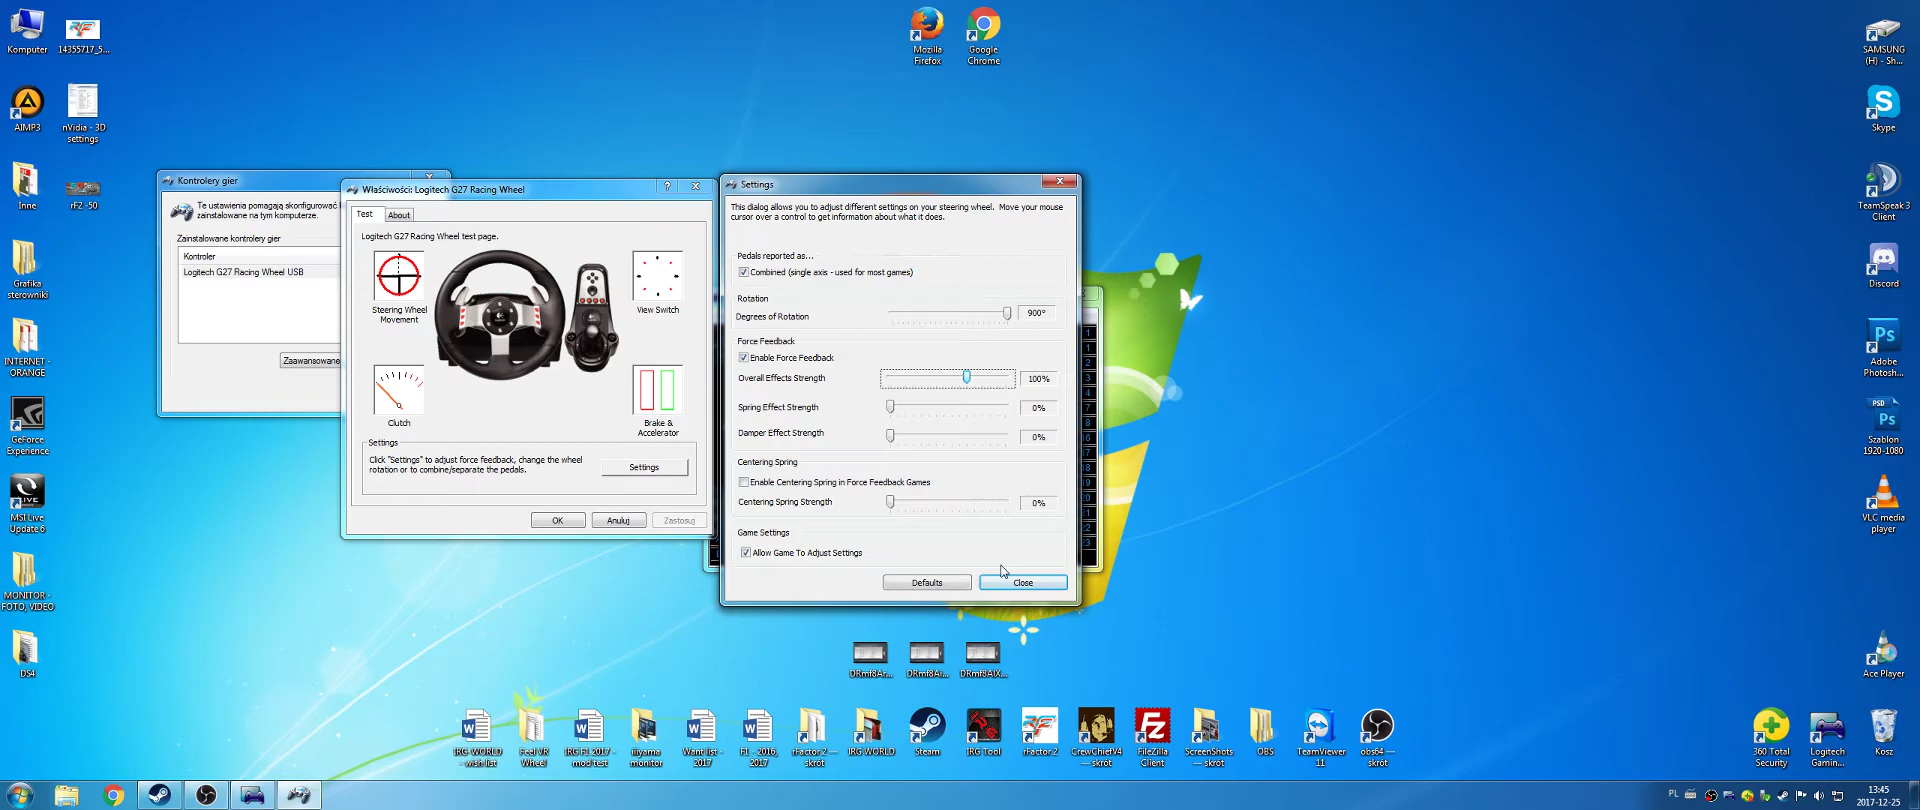 Komputer
14355717_5...
Mozilla
Firefox
Google
Chrome
SAMSUNG
(H) - Sh...
AIMP3
nVidia - 3D
settings
Skype
Inne
rF2 -50
TeamSpeak 3
Client
Grafika
sterowniki
Discord
INTERNET -
ORANGE
Adobe
Photosh...
GeForce
Experience
PSD
Szablon
1920-1080
MSI Live
Update 6
VLC media
player
MONITOR -
FOTO, VIDEO
DS4
Ace Player
Kontrolery gier
Te ustawienia pomagają skonfigurować k
zainstalowane na tym komputerze.
Zainstalowane kontrolery gier
Kontroler
Logitech G27 Racing Wheel USB
Zaawansowane
Właściwości: Logitech G27 Racing Wheel
Test
About
Logitech G27 Racing Wheel test page.
Steering Wheel
Movement
View Switch
Clutch
Brake &
Accelerator
Settings
Click "Settings" to adjust force feedback, change the wheel
rotation or to combine/separate the pedals.
Settings
OK
Anuluj
Zastosuj
Settings
This dialog allows you to adjust different settings on your steering wheel. Move your mouse
cursor over a control to get information about what it does.
Pedals reported as...
Combined (single axis - used for most games)
Rotation
Degrees of Rotation
900°
Force Feedback
Enable Force Feedback
Overall Effects Strength
100%
Spring Effect Strength
0%
Damper Effect Strength
0%
Centering Spring
Enable Centering Spring in Force Feedback Games
Centering Spring Strength
0%
Game Settings
Allow Game To Adjust Settings
Defaults
Close
DRmf8Ar...
DRmf8Ai...
DRmf8AIX...
IRG WORLD
- wish list
Feel VR
Wheel
IRG F1 2017 -
mod test
iiiyama
monitor
Want list -
2017
F1 - 2016,
2017
rFactor 2 —
skrót
IRG WORLD
Steam
IRG Tool
rFactor 2
CrewChiefV4
— skrót
FileZilla
Client
ScreenShots
— skrót
OBS
TeamViewer
11
obs64 —
skrót
360 Total
Security
Logitech
Gamin...
Kosz
PL
13:45
2017-12-25